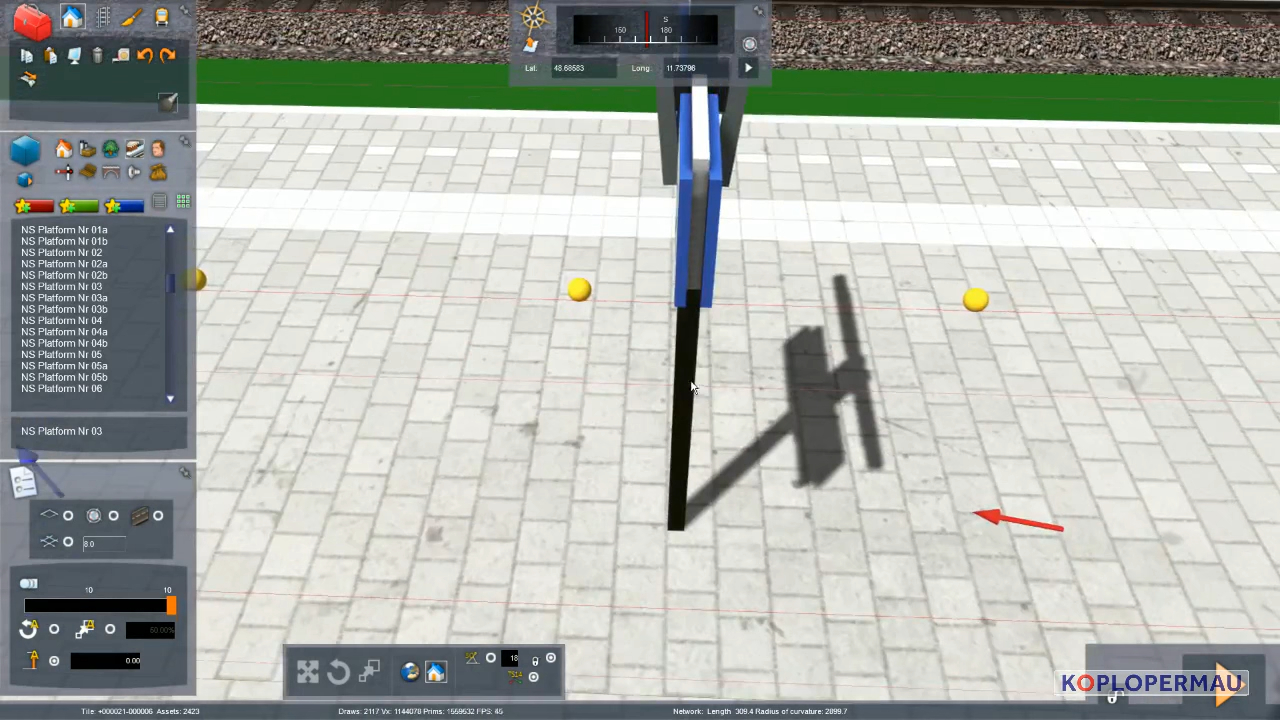 S
150 180
Lat: 48.68583 Long: 11.73796
NS Platform Nr 01a
NS Platform Nr 01b
NS Platform Nr 02
NS Platform Nr 02a
NS Platform Nr 02b
NS Platform Nr 03
NS Platform Nr 03a
NS Platform Nr 03b
NS Platform Nr 04
NS Platform Nr 04a
NS Platform Nr 04b
NS Platform Nr 05
NS Platform Nr 05a
NS Platform Nr 05b
NS Platform Nr 06
NS Platform Nr 03
8.0
10 10
50.00%
0.00
18
KOPLOPERMAU
Tile: +000021-000006 Assets: 2423
Draws: 2117 Vx: 1144078 Prims: 1559532 FPS: 45
Network: Length 309.4 Radius of curvature: 2899.7